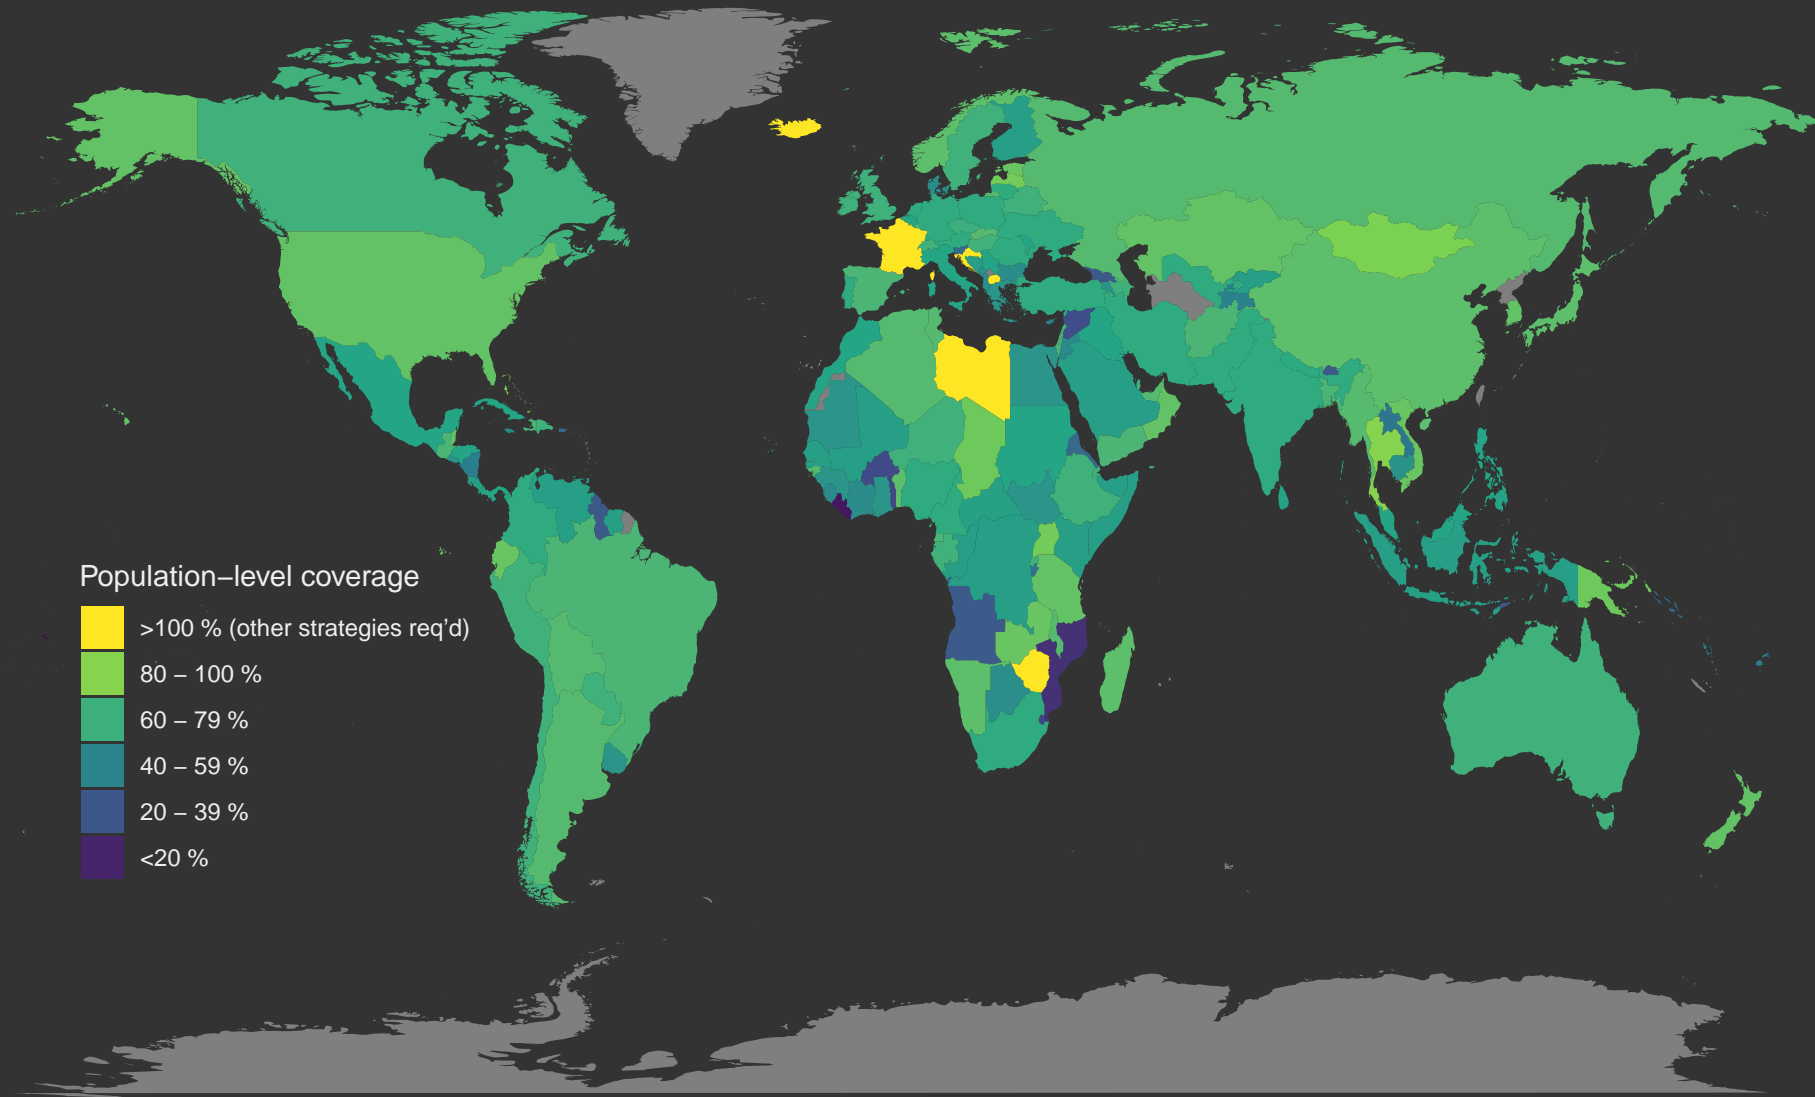 Population−level coverage
>100 % (other strategies req’d)
80 − 100 %
60 − 79 %
40 − 59 %
20 − 39 %
<20 %